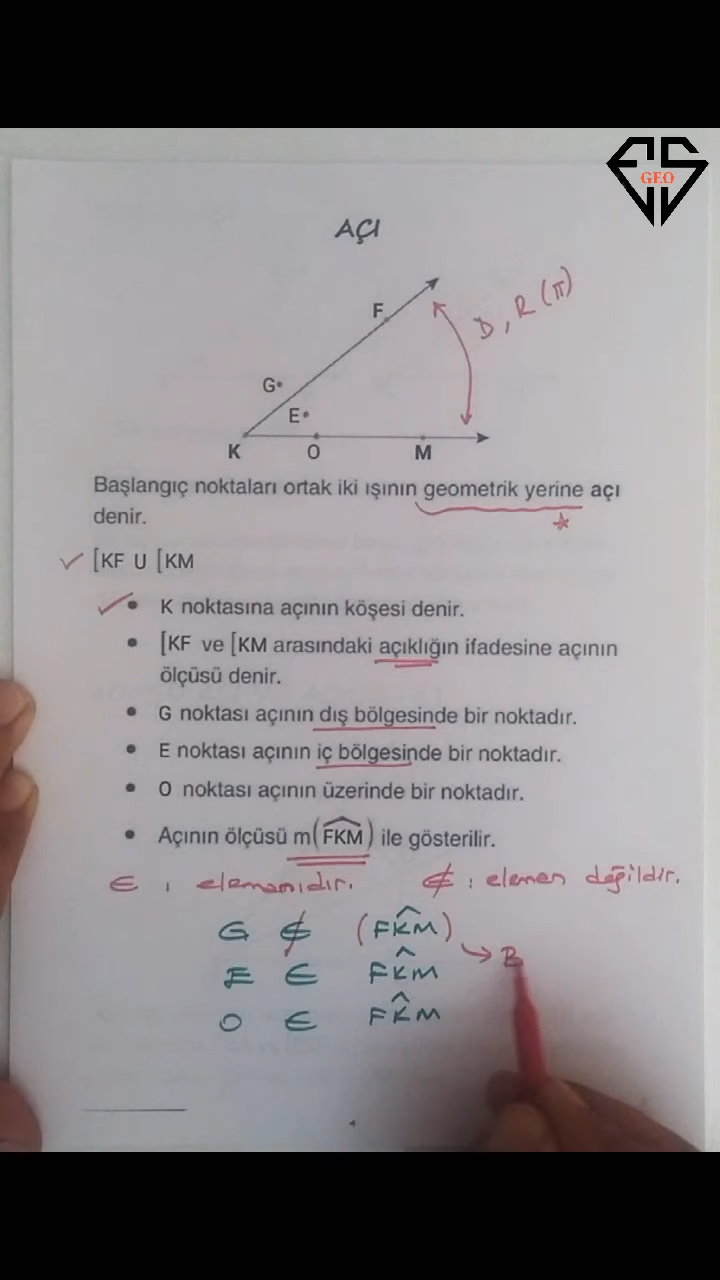 GEO
AÇI
F
D, R (π)
G
E
K O M
Başlangıç noktaları ortak iki ışının geometrik yerine açı
denir.
[KF U [KM
• K noktasına açının köşesi denir.
• [KF ve [KM arasındaki açıklığın ifadesine açının
ölçüsü denir.
• G noktası açının dış bölgesinde bir noktadır.
• E noktası açının iç bölgesinde bir noktadır.
• O noktası açının üzerinde bir noktadır.
• Açının ölçüsü m(FKM) ile gösterilir.
∈ : elemanıdır. ∉ : eleman değildir.
G ∉ (FKM)
E ∈ FKM → B
O ∈ FKM
4